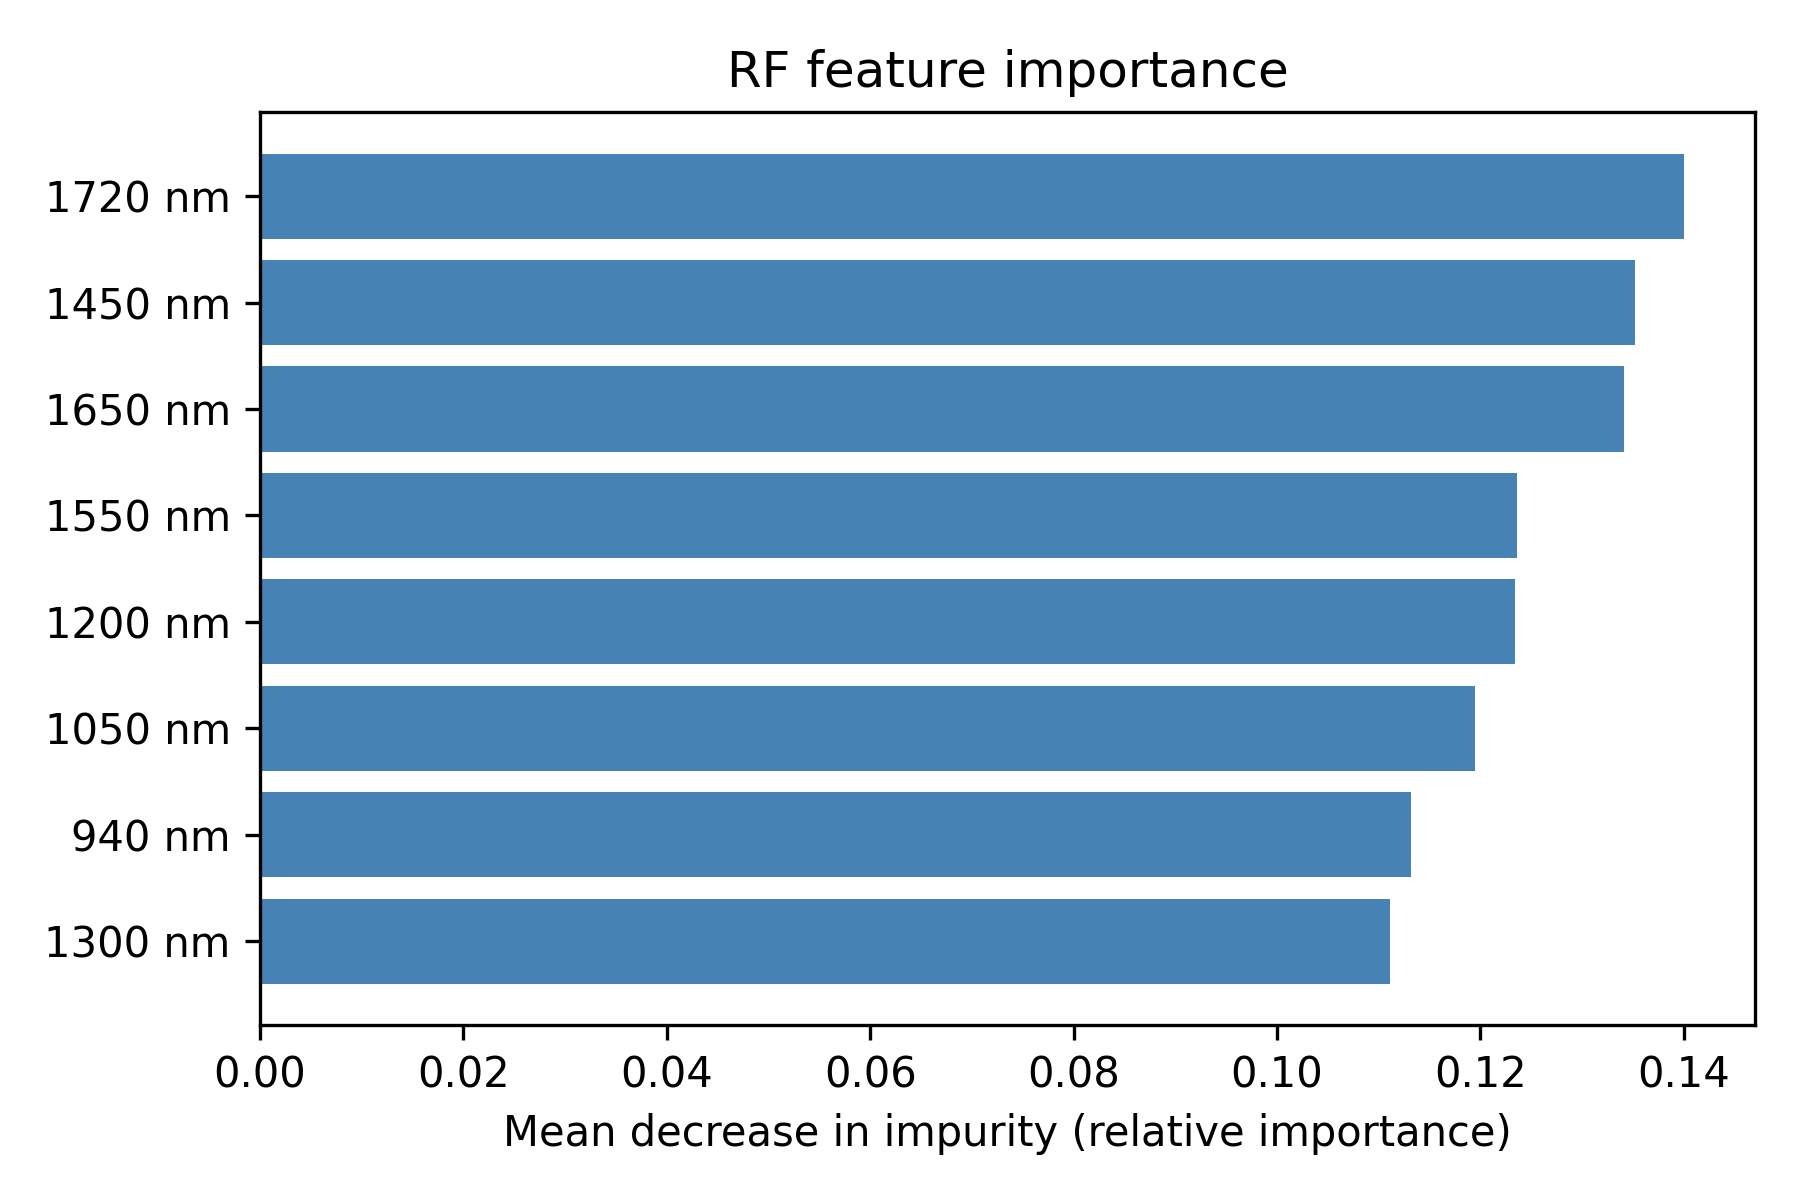 RF feature importance
1720 nm
1450 nm
1650 nm
1550 nm
1200 nm
1050 nm
940 nm
1300 nm
0.00 0.02 0.04 0.06 0.08 0.10 0.12 0.14
Mean decrease in impurity (relative importance)